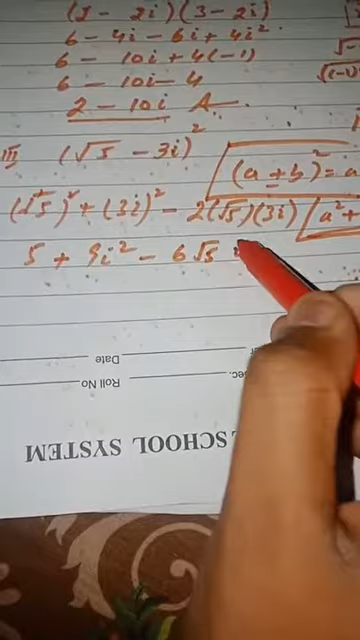 (2 - 2i)(3 - 2i)
6 - 4i - 6i + 4i²
6 - 10i + 4(-1)
6 - 10i - 4
2 - 10i A
III (√5 - 3i)²
(a + b)² = a
(√5)² + (3i)² - 2(√5)(3i)
a² +
5 + 9i² - 6√5 i
Date
Roll No
Sec.
SCHOOL SYSTEM